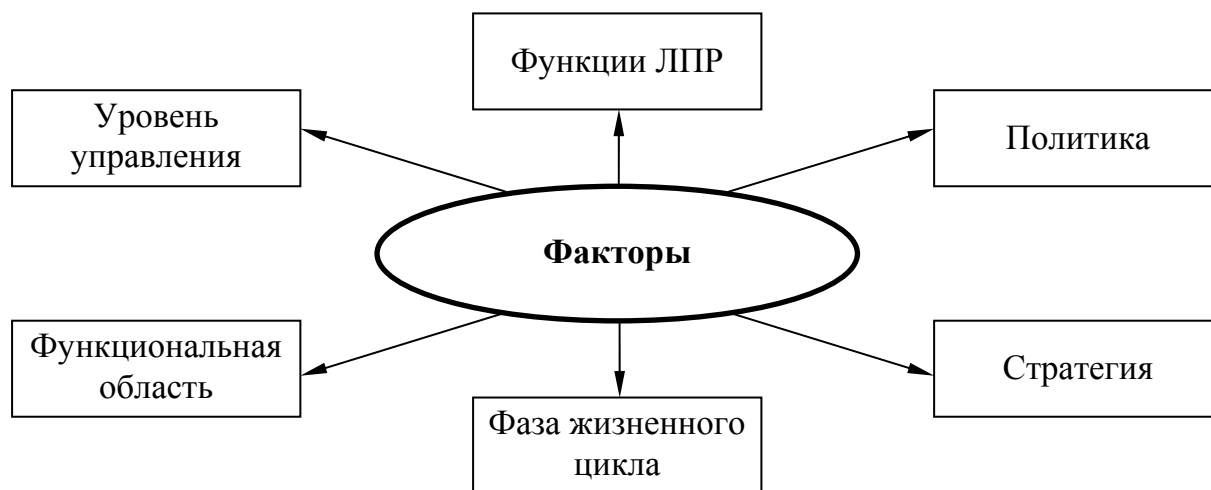 Функции ЛПР
Уровень
управления
Политика
Факторы
Функциональная
область
Стратегия
Фаза жизненного
цикла